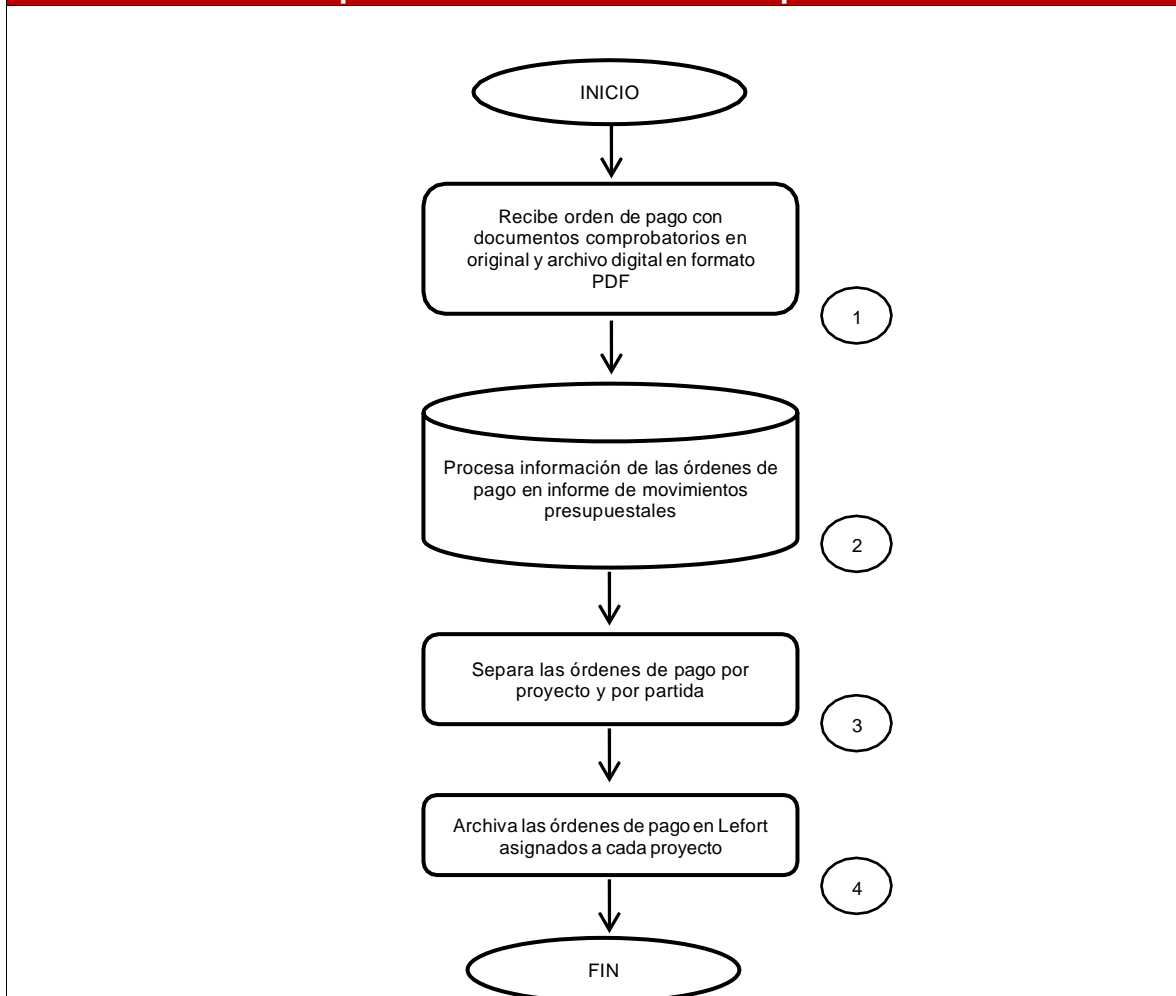 INICIO
Recibe orden de pago con
documentos comprobatorios en
original y archivo digital en formato
PDF
1
Procesa información de las órdenes de
pago en informe de movimientos
presupuestales
2
Separa las órdenes de pago por
proyecto y por partida
3
Archiva las órdenes de pago en Lefort
asignados a cada proyecto
4
FIN